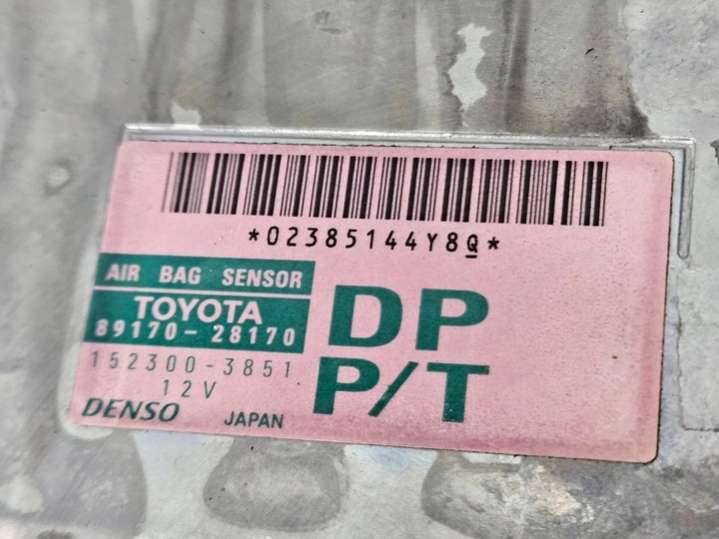 *02385144Y8Q*
AIR BAG SENSOR
TOYOTA
89170-28170
152300-3851
12V
DENSO JAPAN
DP
P/T